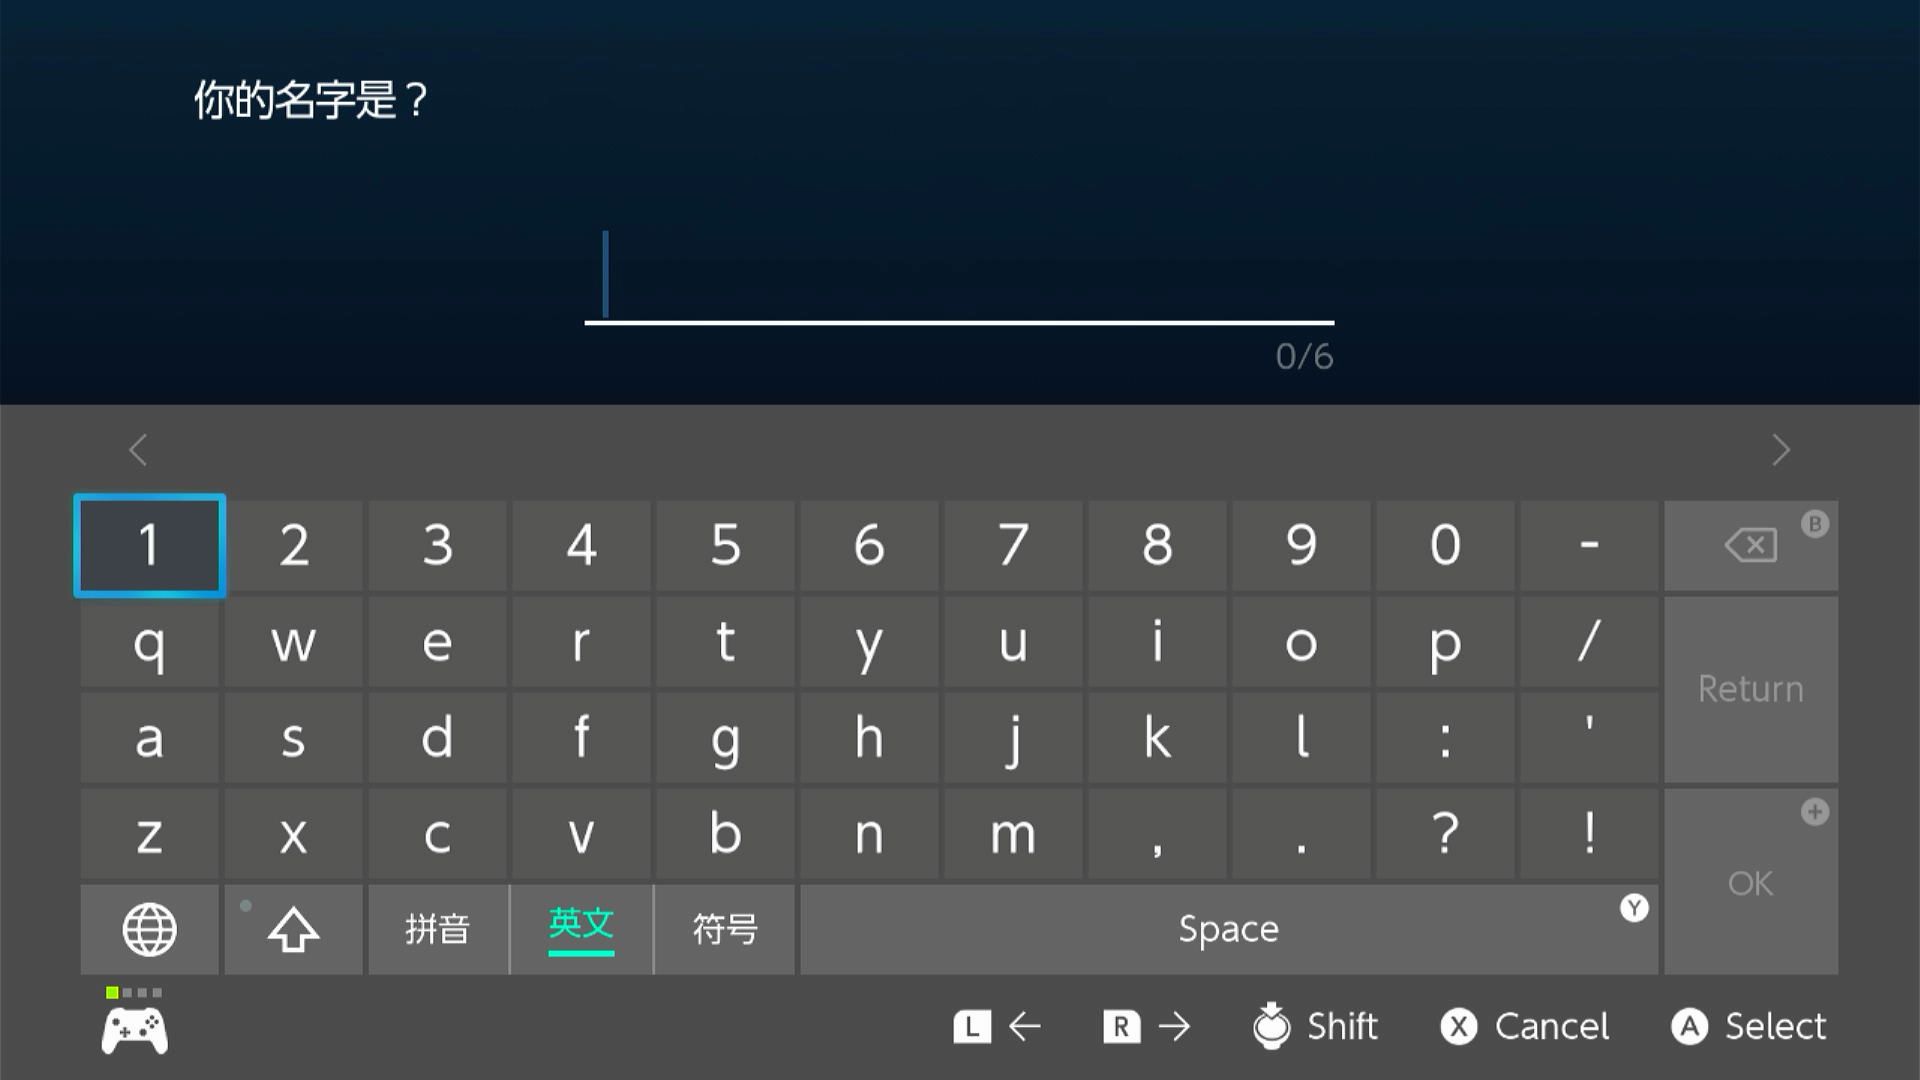 你的名字是？
0/6
1 2 3 4 5 6 7 8 9 0 - B
q w e r t y u i o p / Return
a s d f g h j k l : '
z x c v b n m , . ? ! OK
拼音 英文 符号 Space Y
L ← R → Shift X Cancel A Select